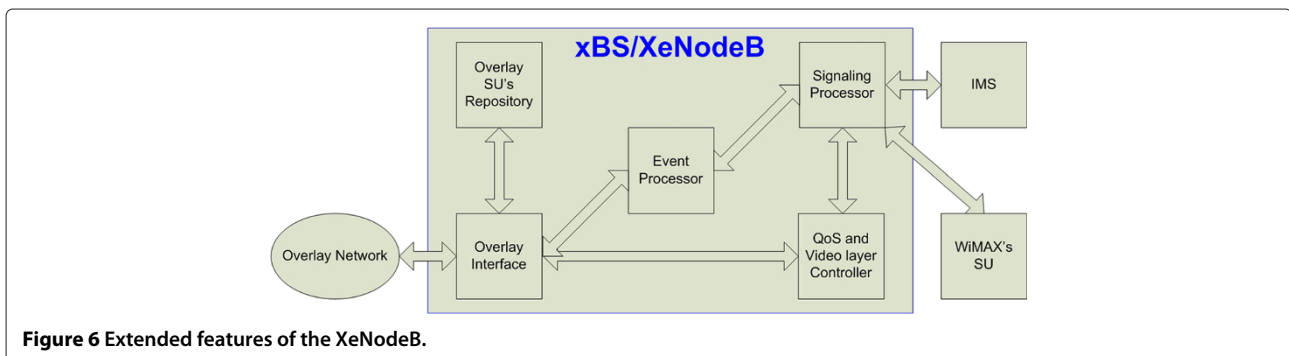 xBS/XeNodeB
Overlay
SU's
Repository
Signaling
Processor
IMS
Event
Processor
Overlay Network
Overlay
Interface
QoS and
Video layer
Controller
WiMAX's
SU
Figure 6 Extended features of the XeNodeB.